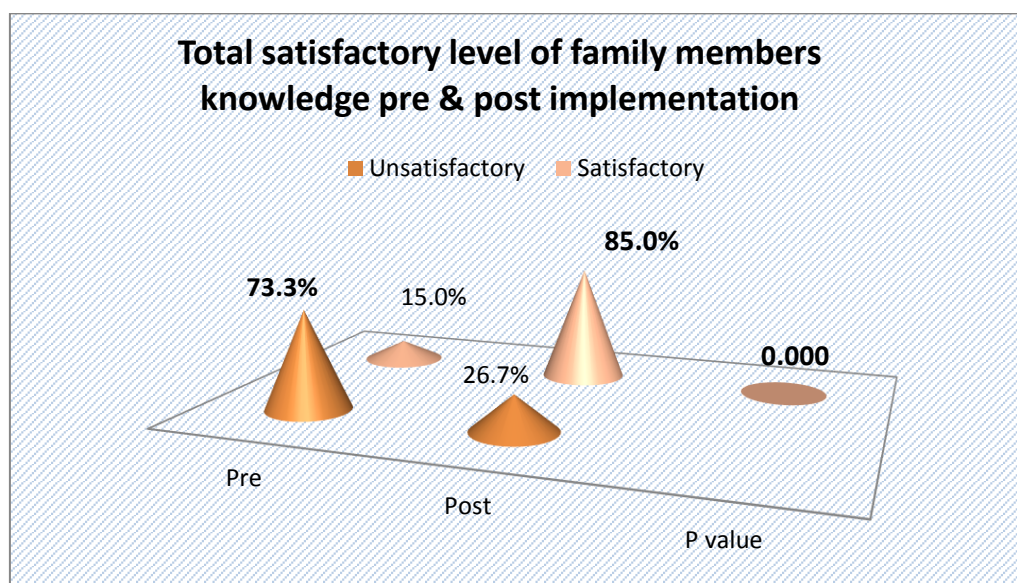 Total satisfactory level of family members
knowledge pre & post implementation
Unsatisfactory Satisfactory
85.0%
73.3%
15.0%
0.000
26.7%
Pre
Post
P value